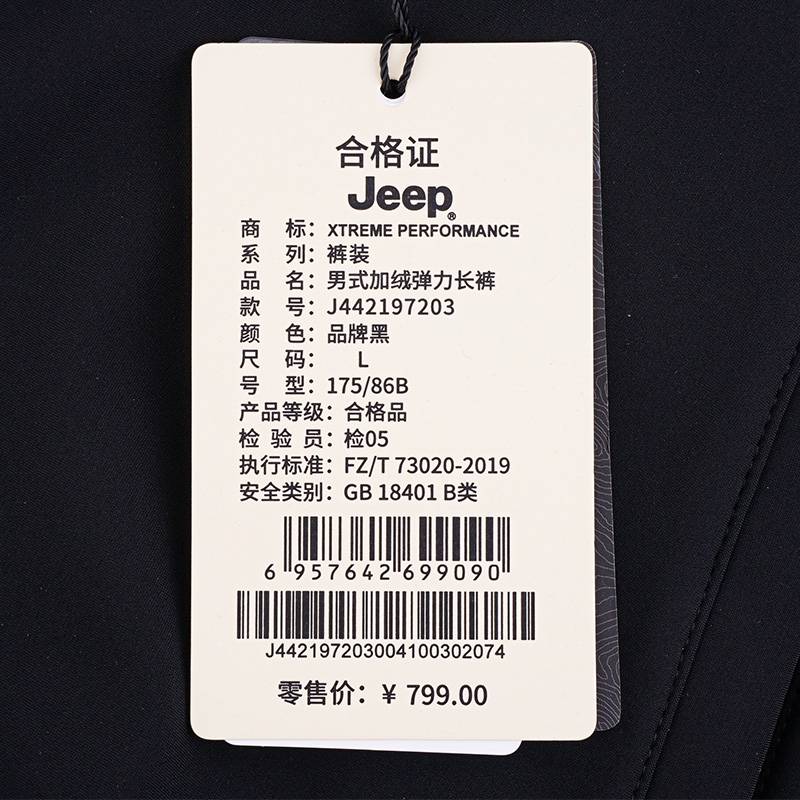 合格证
Jeep®
商 标：XTREME PERFORMANCE
系 列：裤装
品 名：男式加绒弹力长裤
款 号：J442197203
颜 色：品牌黑
尺 码： L
号 型：175/86B
产品等级：合格品
检 验 员：检05
执行标准：FZ/T 73020-2019
安全类别：GB 18401 B类
6 957642 699090
J442197203004100302074
零售价：¥ 799.00